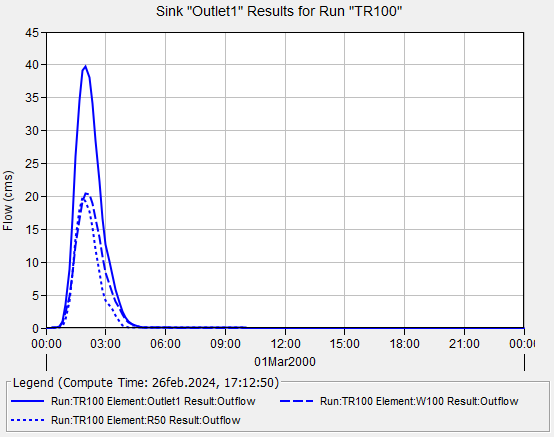 Sink "Outlet1" Results for Run "TR100"
45
40
35
30
25
20
15
10
5
0
Flow (cms)
00:00 03:00 06:00 09:00 12:00 15:00 18:00 21:00 00:0
01Mar2000
Legend (Compute Time: 26feb.2024, 17:12:50)
Run:TR100 Element:Outlet1 Result:Outflow
Run:TR100 Element:W100 Result:Outflow
Run:TR100 Element:R50 Result:Outflow